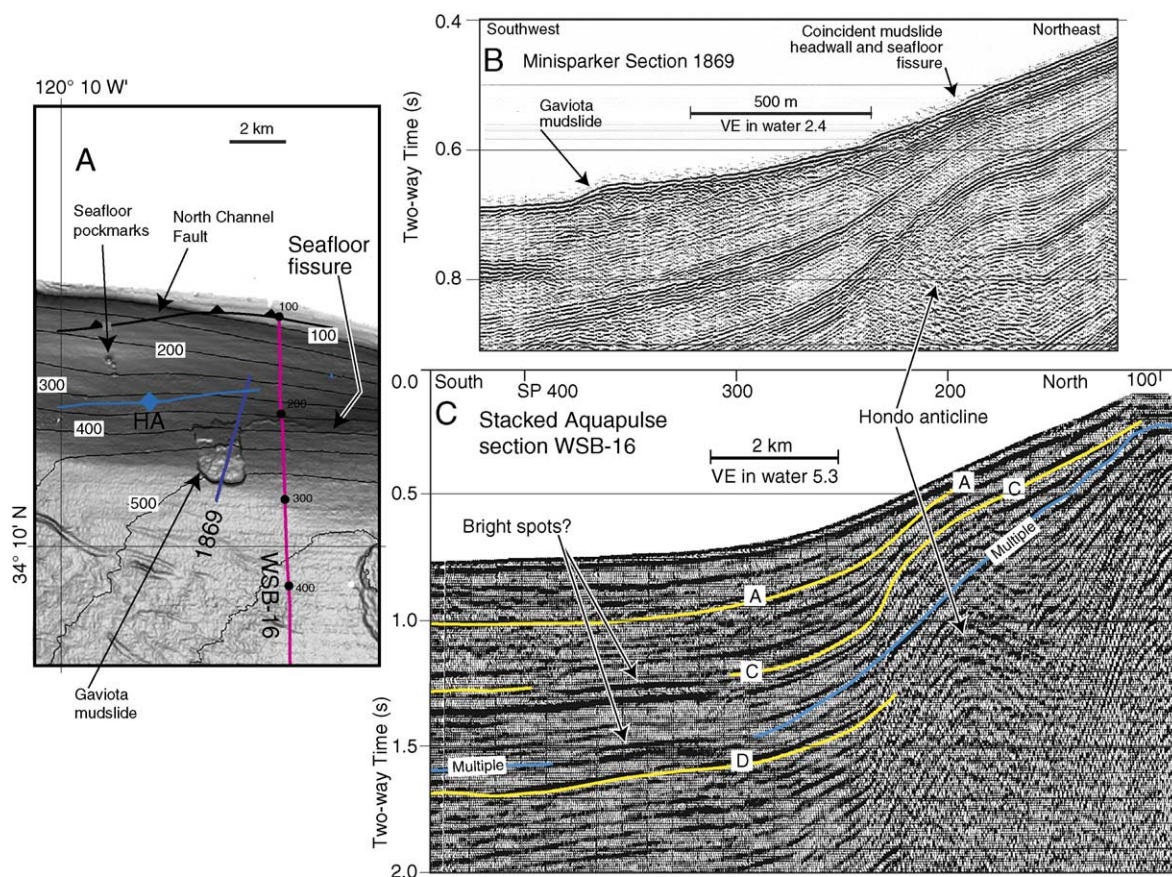 120° 10 W'
2 km
A
Seafloor
pockmarks
North Channel
Fault
Seafloor
fissure
100
100
200
300
200
HA
400
500
300
1869
WSB-16
400
34° 10' N
Gaviota
mudslide
0.4
Southwest
Coincident mudslide
headwall and seafloor
fissure
Northeast
B
Minisparker Section 1869
500 m
VE in water 2.4
Gaviota
mudslide
0.6
Two-way Time (s)
0.8
0.0
South
SP 400
300
200
North
100
C
Stacked Aquapulse
section WSB-16
2 km
VE in water 5.3
Hondo anticline
0.5
A
C
Multiple
Bright spots?
A
1.0
C
1.5
Multiple
D
Two-way Time (s)
2.0